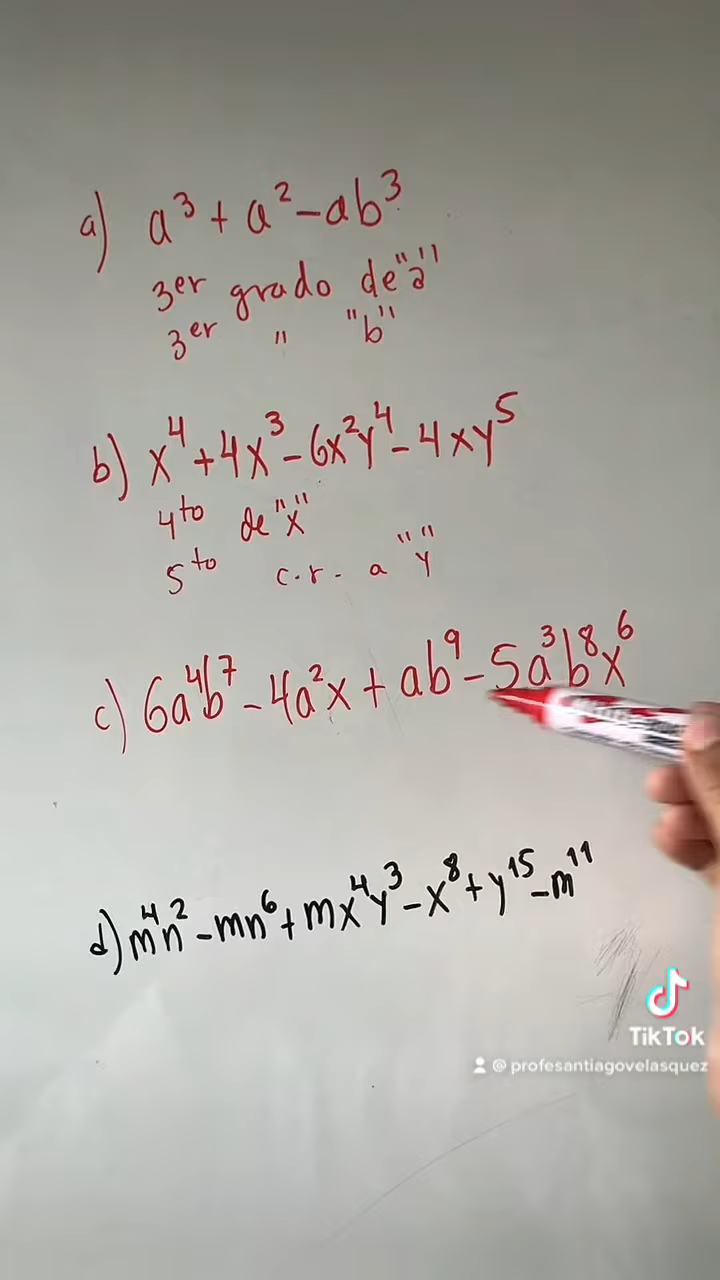 a) a³ + a² - ab³
3er grado de "a"
3er " "b"
b) x⁴ + 4x³ - 6x²y⁴ - 4xy⁵
4to de "x"
5to c.r. a "y"
c) 6a⁴b⁷ - 4a²x + ab⁹ - 5a³b⁸x⁶
d) m⁴n² - mn⁶ + mx⁴y³ - x⁸ + y¹⁵ - m¹¹
TikTok
@profesantiagovelasquez